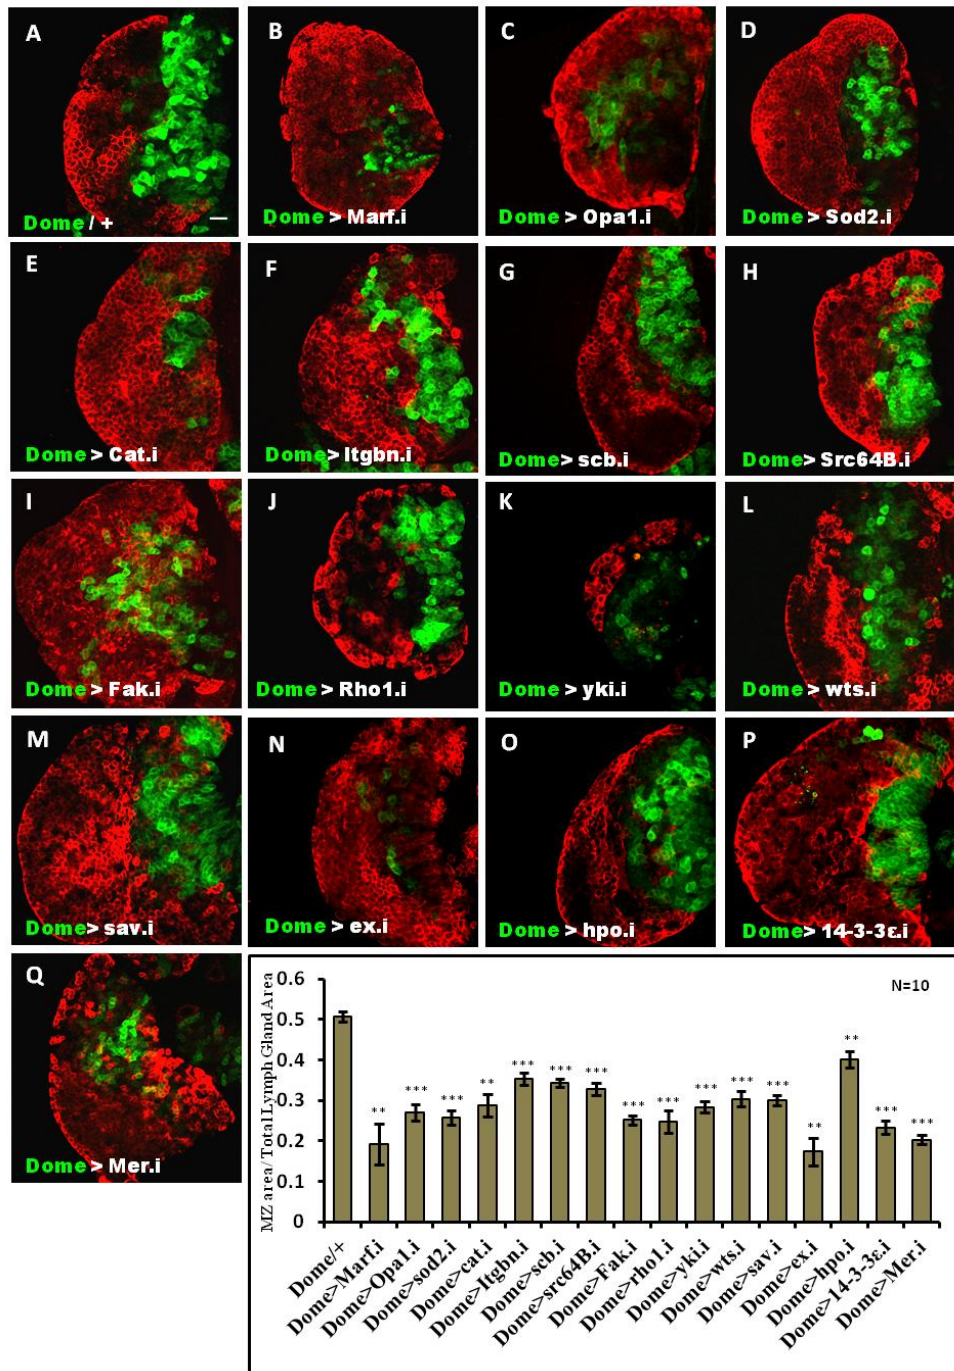 A
Dome / +
B
Dome > Marf.i
C
Dome > Opa1.i
D
Dome > Sod2.i
E
Dome > Cat.i
F
Dome > Itgbn.i
G
Dome > scb.i
H
Dome > Src64B.i
I
Dome > Fak.i
J
Dome > Rho1.i
K
Dome > yki.i
L
Dome > wts.i
M
Dome > sav.i
N
Dome > ex.i
O
Dome > hpo.i
P
Dome > 14-3-3ε.i
Q
Dome > Mer.i
MZ area/ Total Lymph Gland Area
0.6
0.5
0.4
0.3
0.2
0.1
0
N=10
** *** *** ** *** *** *** *** *** *** *** *** ** ** *** ***
Dome/+
Dome>Marf.i
Dome>Opa1.i
Dome>sod2.i
Dome>cat.i
Dome>Itgbn.i
Dome>scb.i
Dome>src64B.i
Dome>Fak.i
Dome>rho1.i
Dome>yki.i
Dome>wts.i
Dome>sav.i
Dome>ex.i
Dome>hpo.i
Dome>14-3-3ε.i
Dome>Mer.i